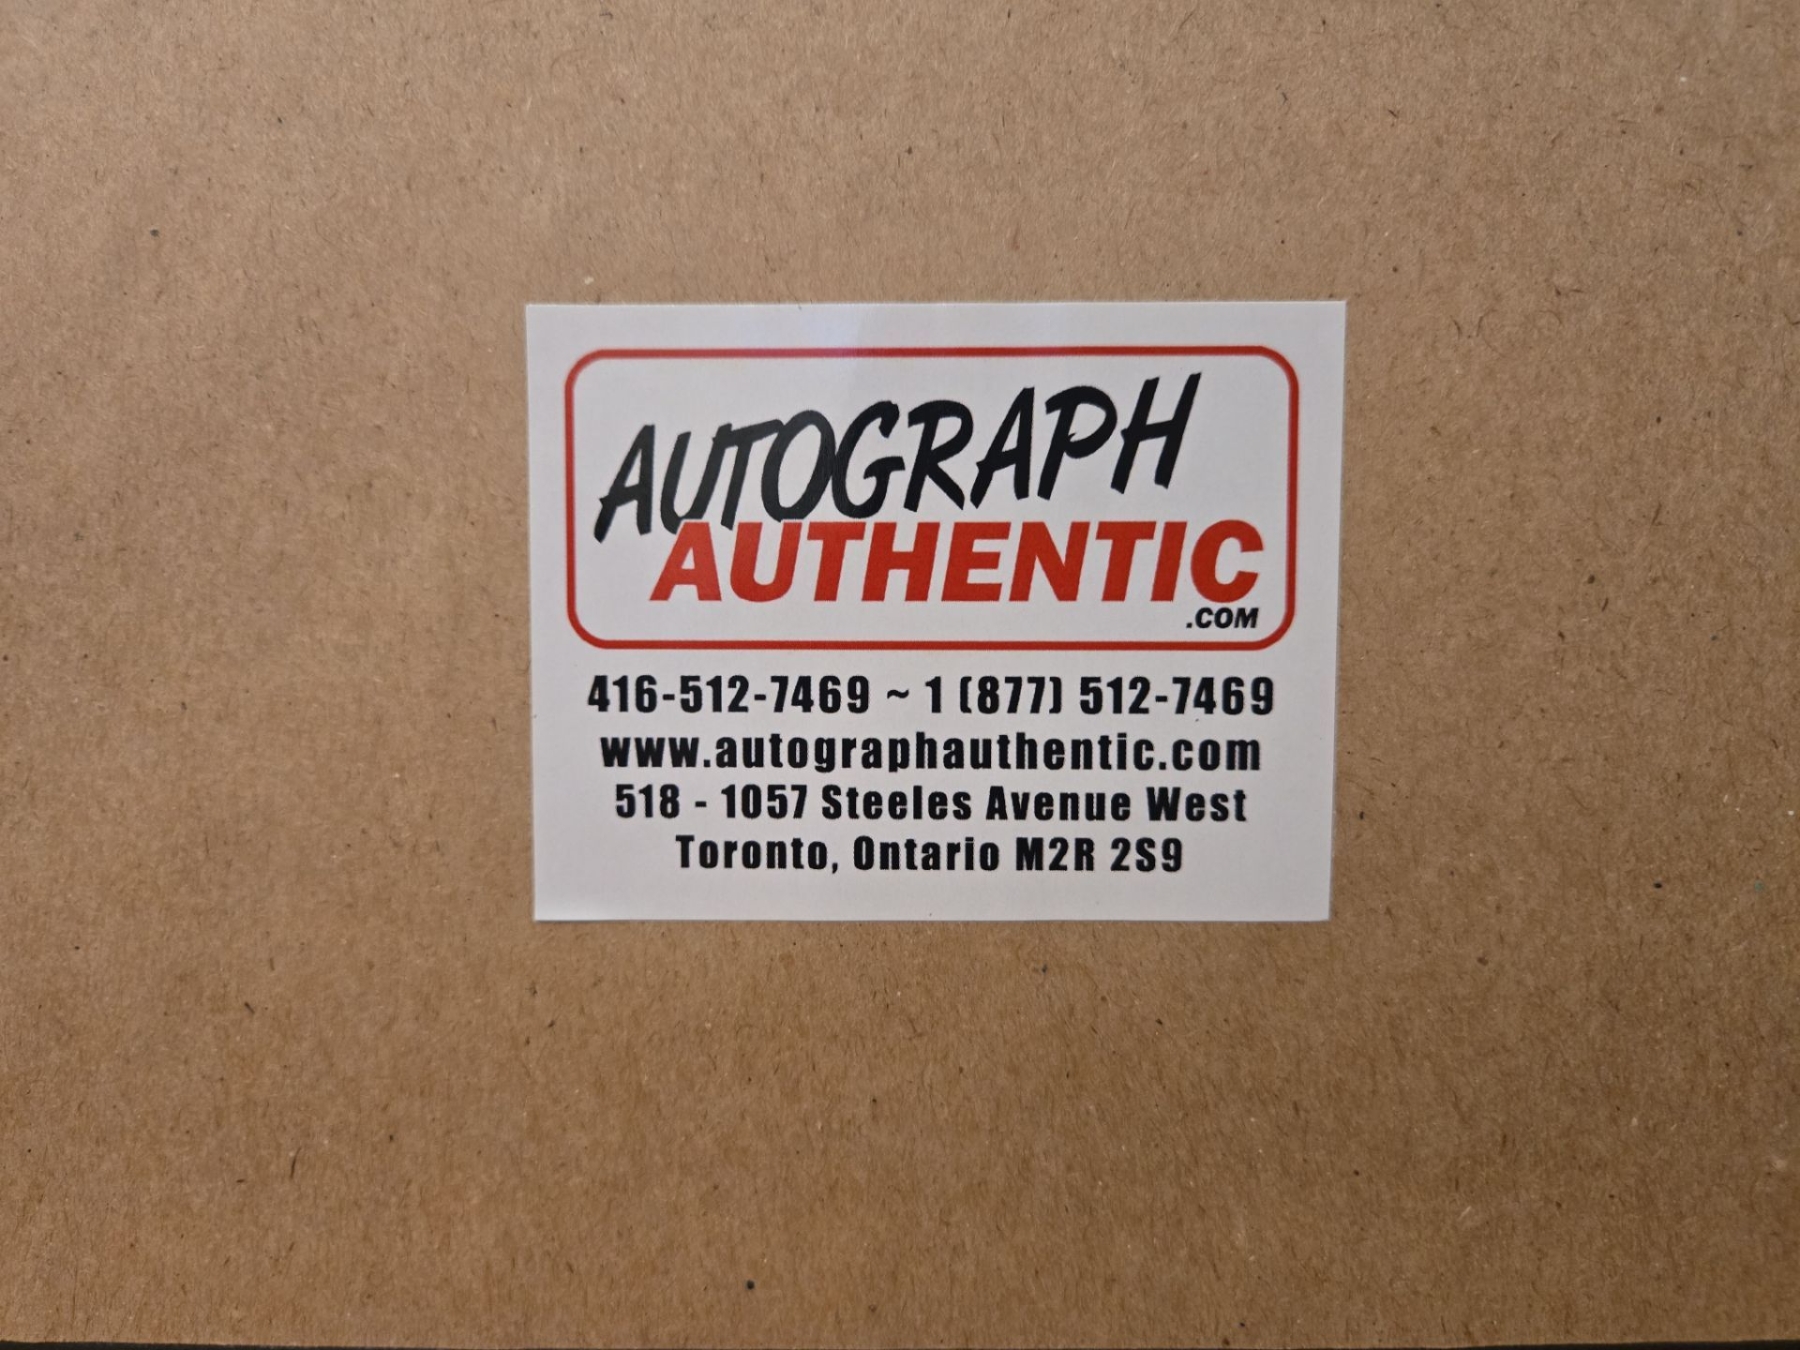 AUTOGRAPH
AUTHENTIC
.COM
416-512-7469 ~ 1 (877) 512-7469
www.autographauthentic.com
518 - 1057 Steeles Avenue West
Toronto, Ontario M2R 2S9